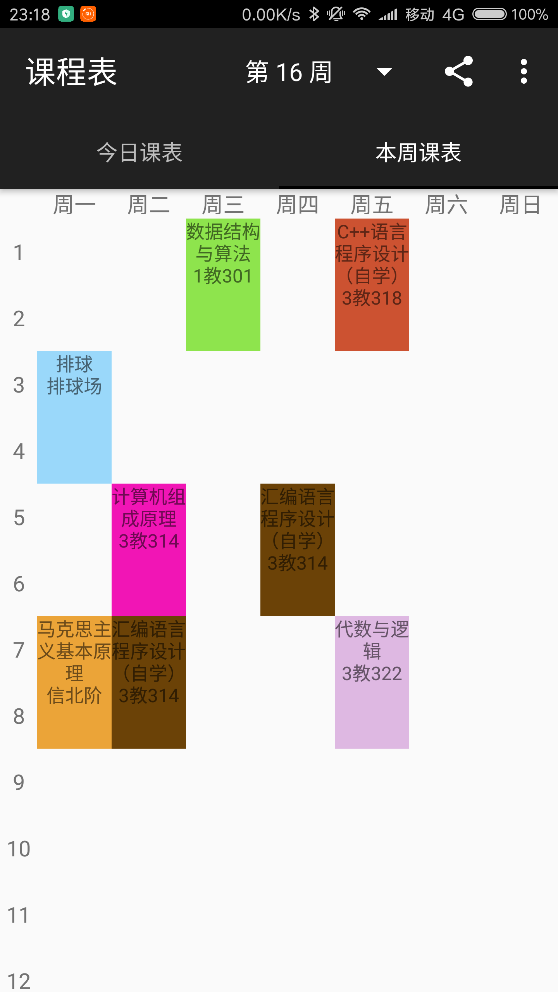 23:18 0.00K/s 移动 4G 100%
课程表 第 16 周
今日课表 本周课表
周一 周二 周三 周四 周五 周六 周日
1
2
数据结构
与算法
1教301
C++语言
程序设计
（自学）
3教318
3
4
排球
排球场
5
6
计算机组
成原理
3教314
汇编语言
程序设计
（自学）
3教314
7
8
马克思主
义基本原
理
信北阶
汇编语言
程序设计
（自学）
3教314
代数与逻
辑
3教322
9
10
11
12